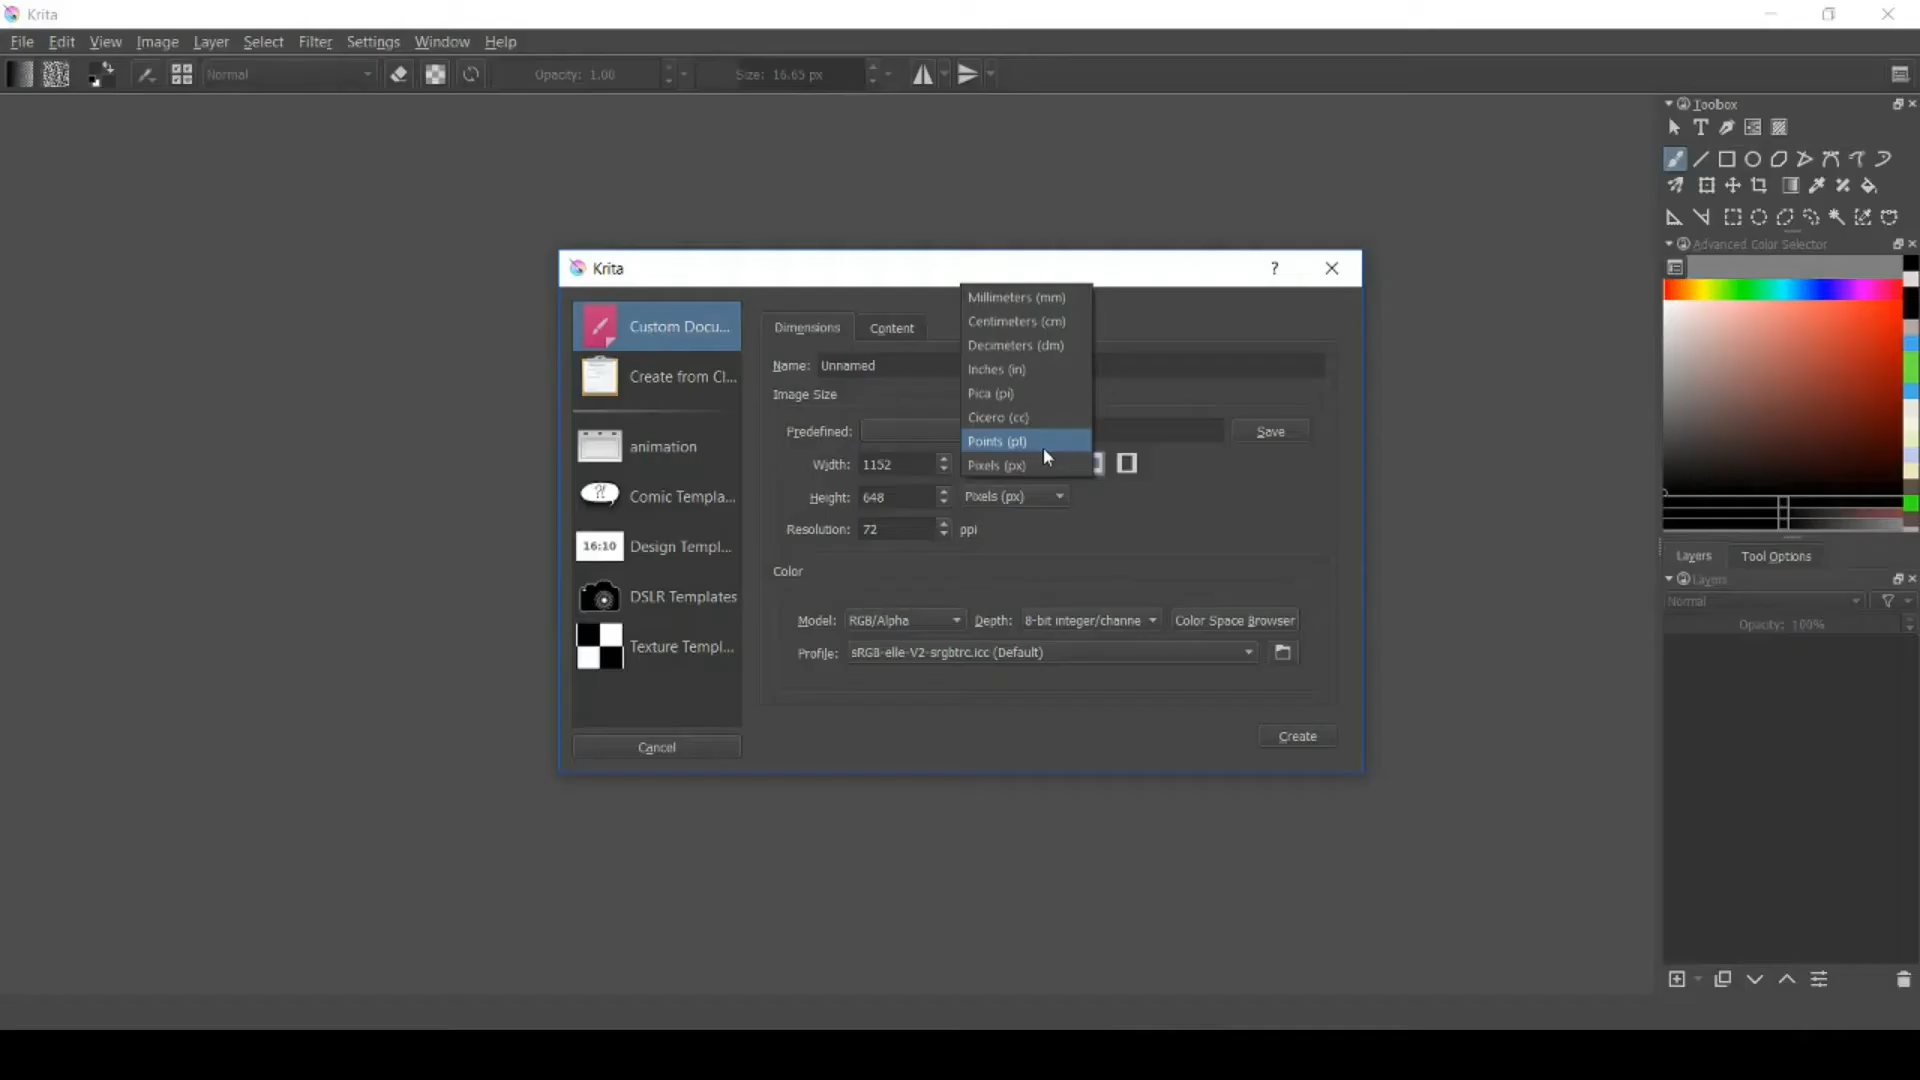 Krita
File Edit View Image Layer Select Filter Settings Window Help
Normal Opacity: 1.00 Size: 16.65 px
Toolbox
Advanced Color Selector
Krita ?
Custom Docu...
Create from Cl...
animation
Comic Templa...
16:10 Design Templ...
DSLR Templates
Texture Templ...
Cancel
Dimensions Content
Name: Unnamed
Image Size
Predefined: Save
Width: 1152
Height: 648 Pixels (px)
Resolution: 72 ppi
Millimeters (mm)
Centimeters (cm)
Decimeters (dm)
Inches (in)
Pica (pi)
Cicero (cc)
Points (pt)
Pixels (px)
Color
Model: RGB/Alpha Depth: 8-bit integer/channe Color Space Browser
Profile: sRGB-elle-V2-srgbtrc.icc (Default)
Create
Layers Tool Options
Layers
Normal
Opacity: 100%